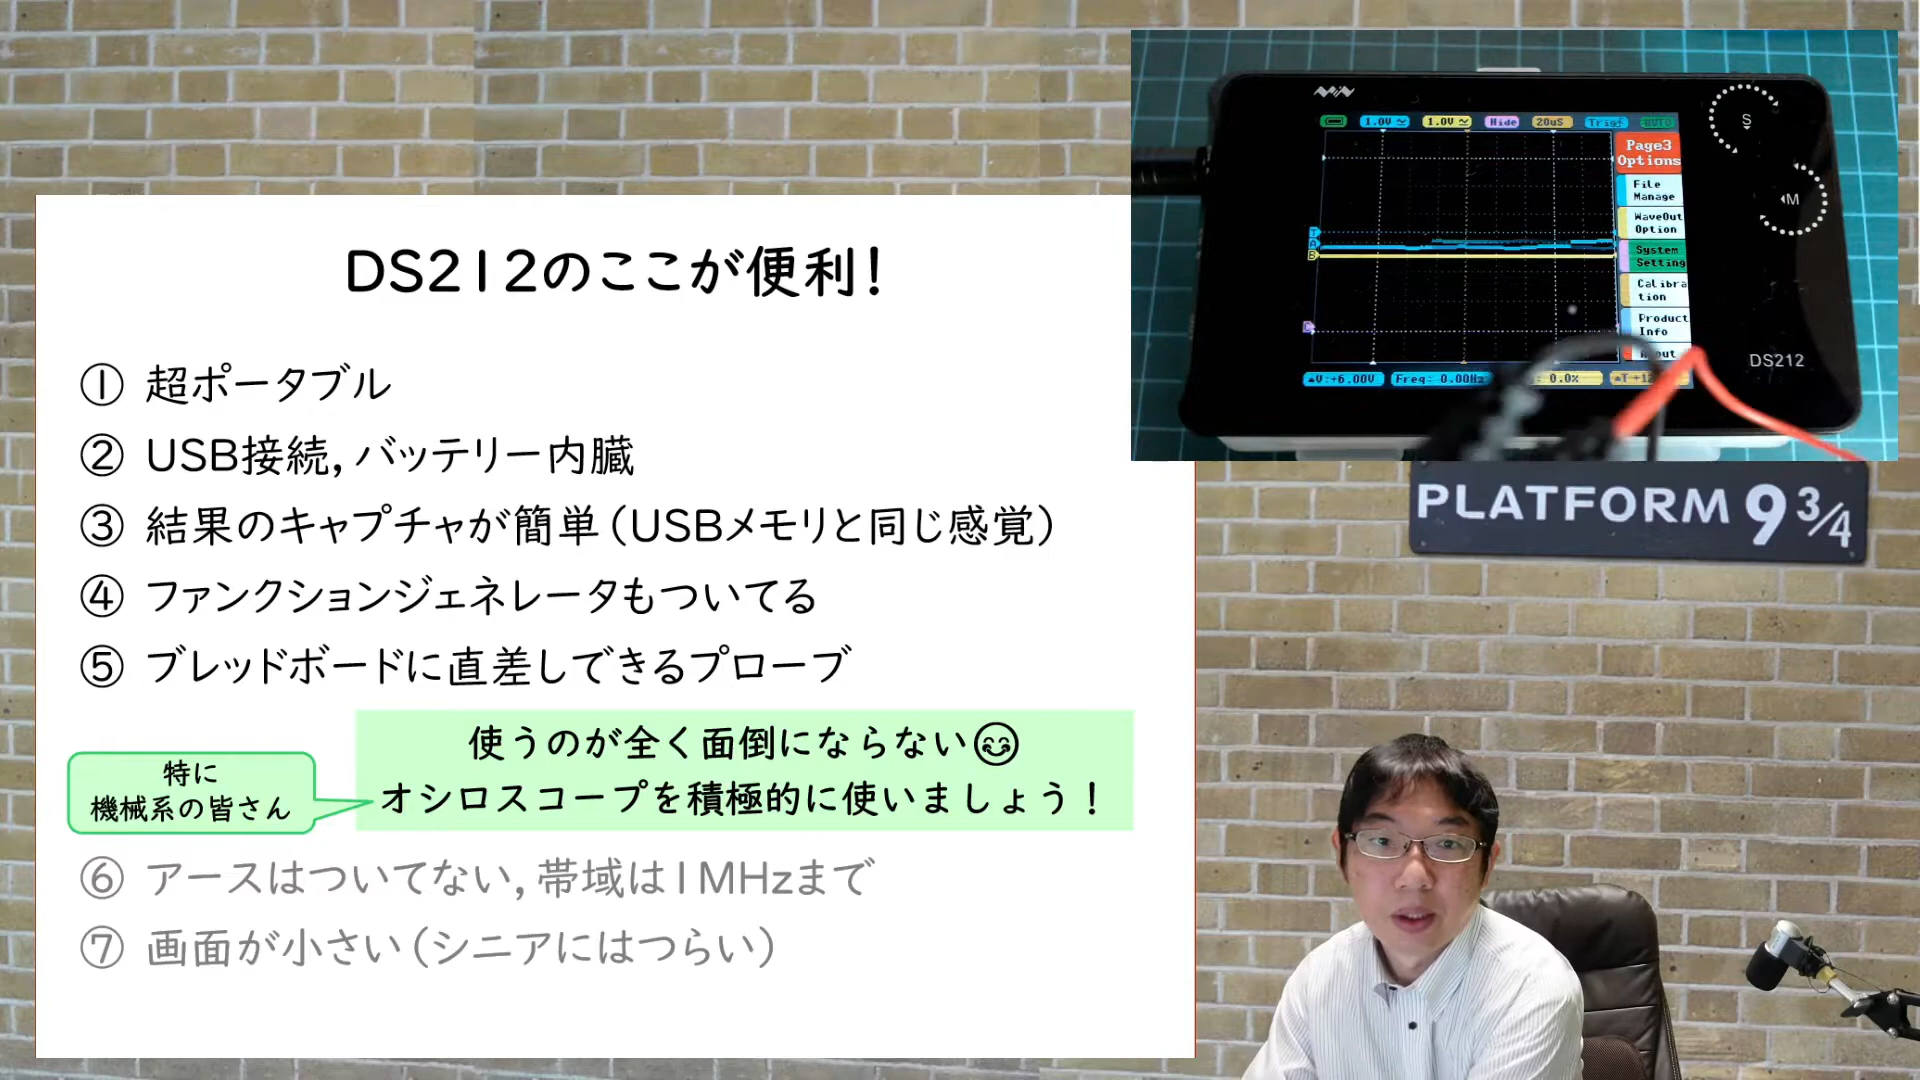 DS212のここが便利！
① 超ポータブル
② USB接続，バッテリー内臓
③ 結果のキャプチャが簡単（USBメモリと同じ感覚）
④ ファンクションジェネレータもついてる
⑤ ブレッドボードに直差しできるプローブ
使うのが全く面倒にならない😊
オシロスコープを積極的に使いましょう！
特に
機械系の皆さん
⑥ アースはついてない，帯域は1MHzまで
⑦ 画面が小さい（シニアにはつらい）
1.0V 1.0V Hide 20uS Trig AUTO
Page3
Options
File
Manage
WaveOut
Option
System
Setting
Calibra
tion
Product
Info
T
A
B
C
△V:+6.00V Freq: 0.00Hz 0.0% △T
S
M
DS212
PLATFORM 9 3/4